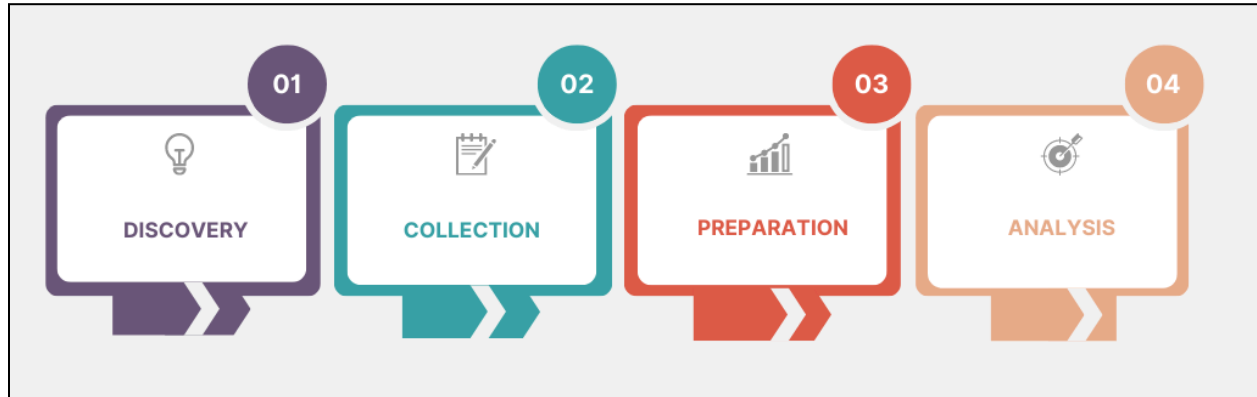 01
02
03
04
DISCOVERY
COLLECTION
PREPARATION
ANALYSIS